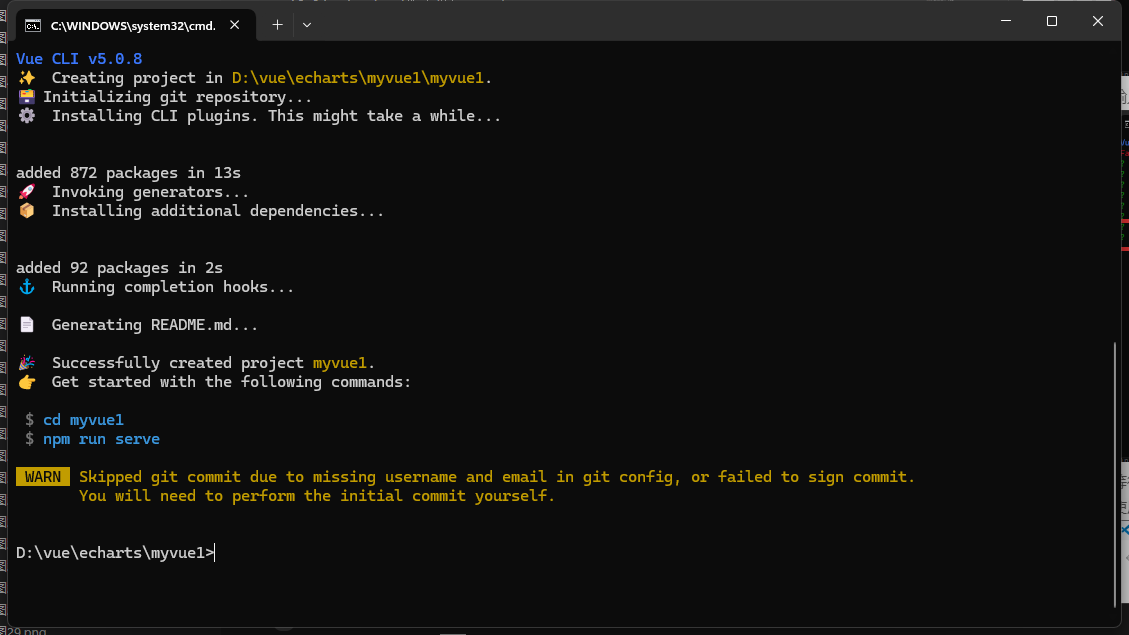 C:\WINDOWS\system32\cmd.
Vue CLI v5.0.8
Creating project in D:\vue\echarts\myvue1\myvue1.
Initializing git repository...
Installing CLI plugins. This might take a while...
added 872 packages in 13s
Invoking generators...
Installing additional dependencies...
added 92 packages in 2s
Running completion hooks...
Generating README.md...
Successfully created project myvue1.
Get started with the following commands:
$ cd myvue1
$ npm run serve
WARN Skipped git commit due to missing username and email in git config, or failed to sign commit.
You will need to perform the initial commit yourself.
D:\vue\echarts\myvue1>
29.png